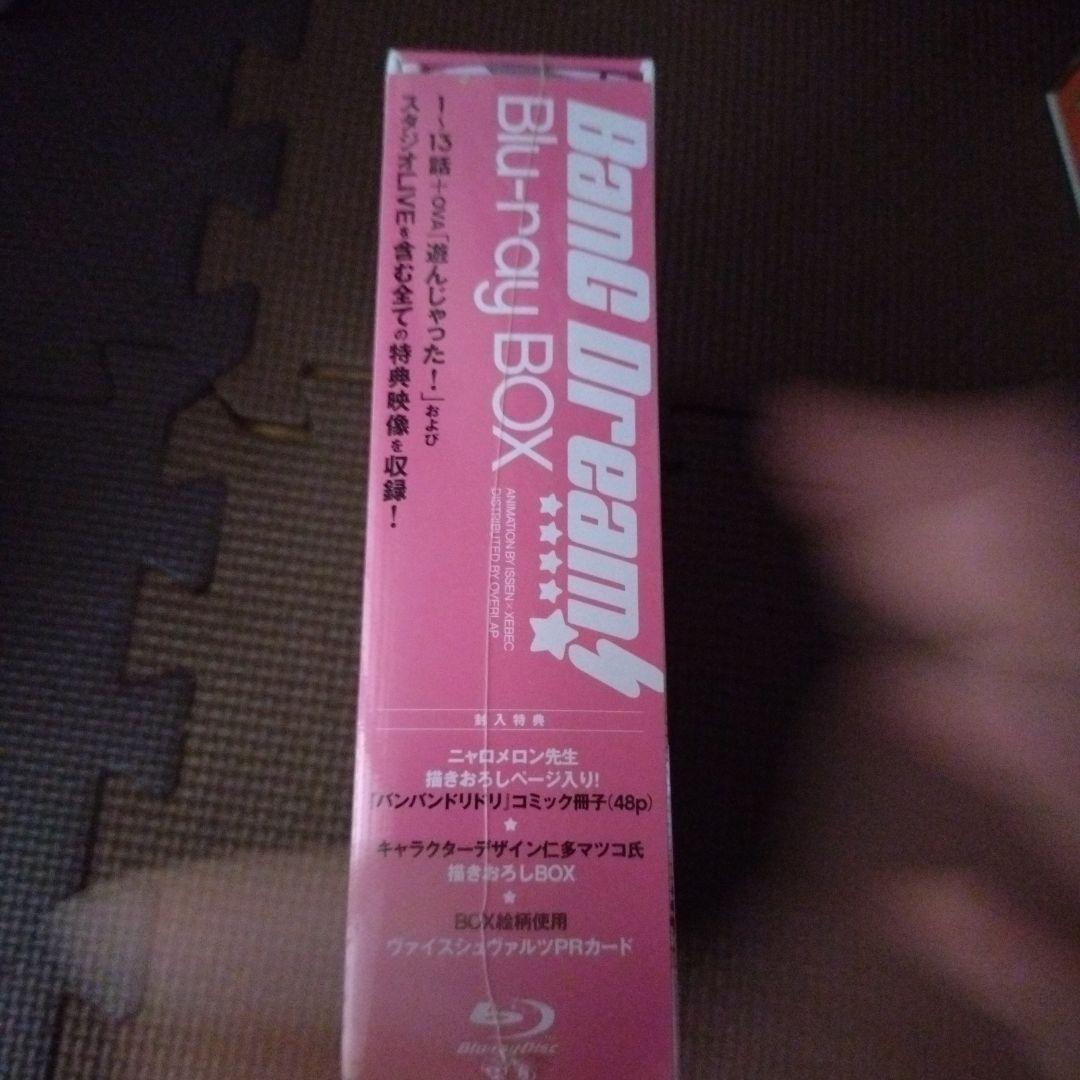 BanG Dream!
Blu-ray BOX
ANIMATION BY ISSEN×XEBEC
DISTRIBUTED BY OVERLAP
1〜13話+OVA「遊んじゃった!」および
スタジオLIVEを含む全ての特典映像を収録!
封入特典
ニャロメロン先生
描きおろしページ入り!
『バンバンドリドリ』コミック冊子(48p)
キャラクターデザイン仁多マツコ氏
描きおろしBOX
BOX絵柄使用
ヴァイスシュヴァルツPRカード
Blu-ray Disc